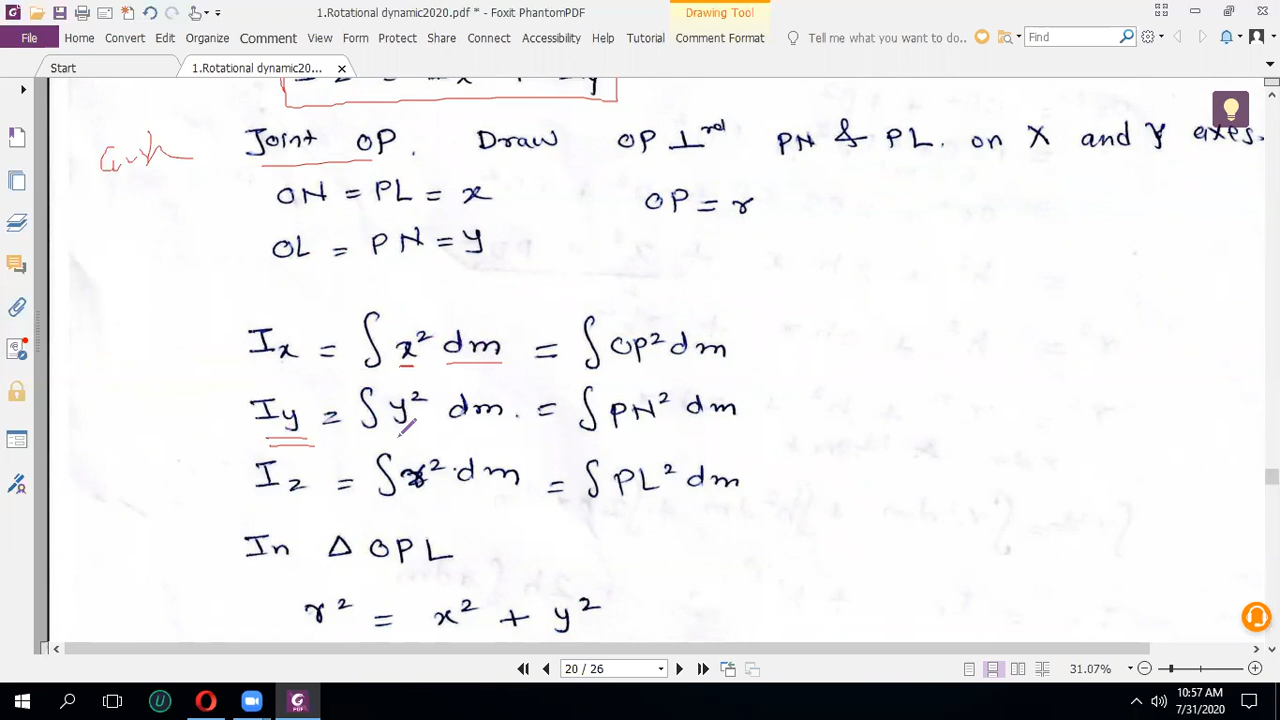 1.Rotational dynamic2020.pdf * - Foxit PhantomPDF
Drawing Tool
File Home Convert Edit Organize Comment View Form Protect Share Connect Accessibility Help Tutorial Comment Format Tell me what you want to do.. Find
Start 1.Rotational dynamic2020....
Joint OP. Draw OP ⊥rel PN & PL. on X and Y axes.
ON = PL = x OP = r
OL = PN = y
Ix = ∫ x² dm = ∫ OP² dm
Iy = ∫ y² dm. = ∫ PN² dm
Iz = ∫ r²·dm = ∫ PL² dm
In Δ OPL
r² = x² + y²
20 / 26 31.07%
10:57 AM
7/31/2020